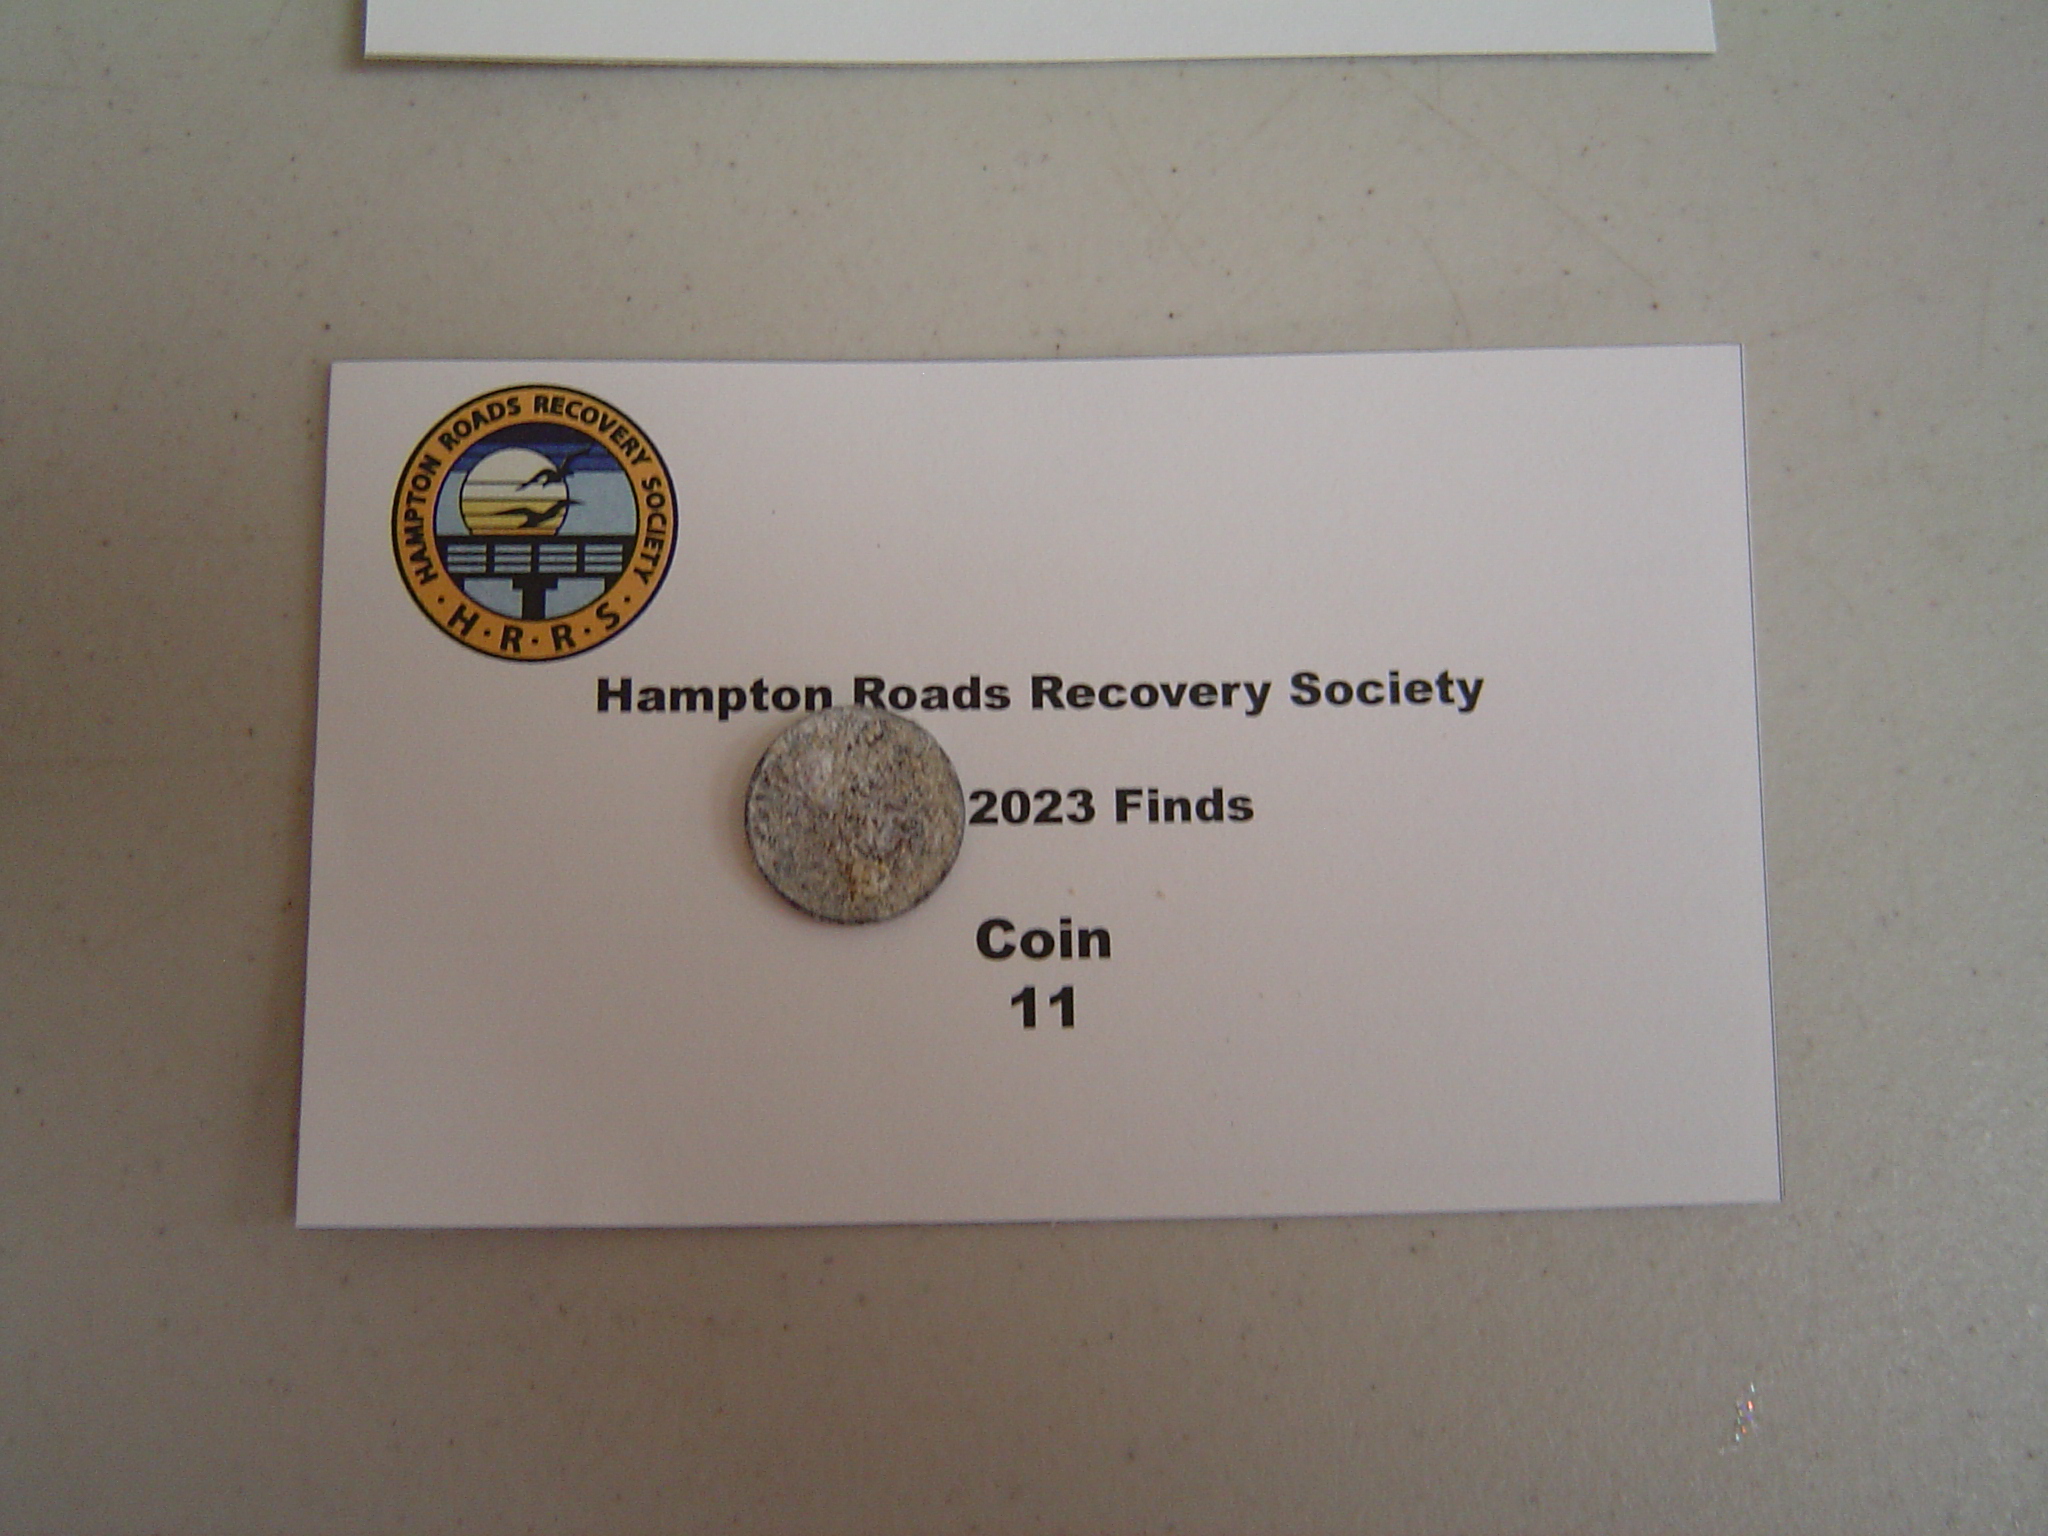 HAMPTON ROADS RECOVERY SOCIETY
· H · R · R · S ·
Hampton Roads Recovery Society
2023 Finds
Coin
11